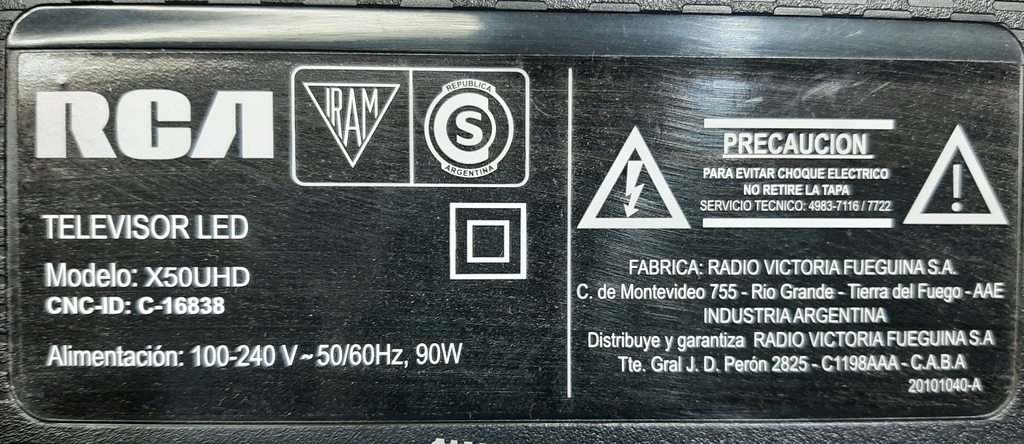 RCA
IRAM
REPUBLICA
S
ARGENTINA
TELEVISOR LED
Modelo: X50UHD
CNC-ID: C-16838
Alimentación: 100-240 V~50/60Hz, 90W
PRECAUCION
PARA EVITAR CHOQUE ELECTRICO
NO RETIRE LA TAPA
SERVICIO TECNICO: 4983-7116 / 7722
FABRICA: RADIO VICTORIA FUEGUINA S.A.
C. de Montevideo 755 - Rio Grande - Tierra del Fuego - AAE
INDUSTRIA ARGENTINA
Distribuye y garantiza RADIO VICTORIA FUEGUINA S.A
Tte. Gral J. D. Perón 2825 - C1198AAA - C.A.B.A
20101040-A